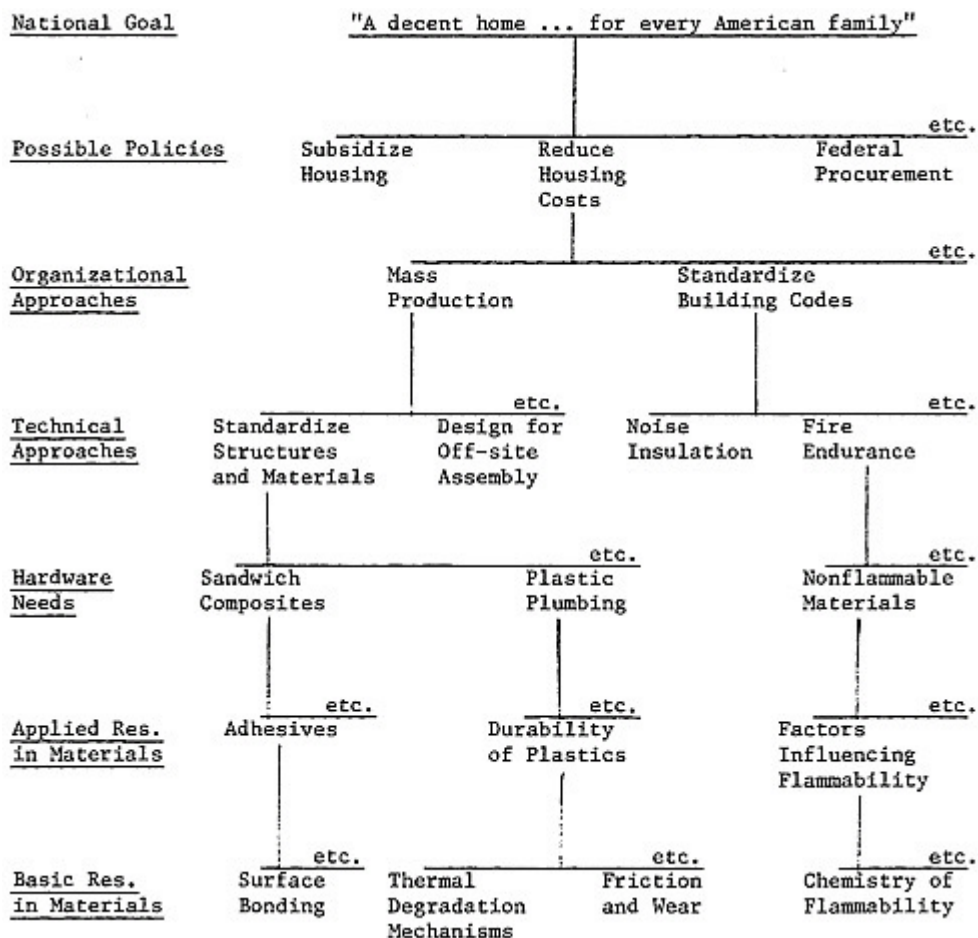 National Goal "A decent home ... for every American family"
etc.
Possible Policies Subsidize Reduce Federal
Housing Housing Procurement
Costs
etc.
Organizational Mass Standardize
Approaches Production Building Codes
etc. etc.
Technical Standardize Design for Noise Fire
Approaches Structures Off-site Insulation Endurance
and Materials Assembly
etc. etc.
Hardware Sandwich Plastic Nonflammable
Needs Composites Plumbing Materials
etc. etc. etc.
Applied Res. Adhesives Durability Factors
in Materials of Plastics Influencing
Flammability
etc. etc. etc.
Basic Res. Surface Thermal Friction Chemistry of
in Materials Bonding Degradation and Wear Flammability
Mechanisms